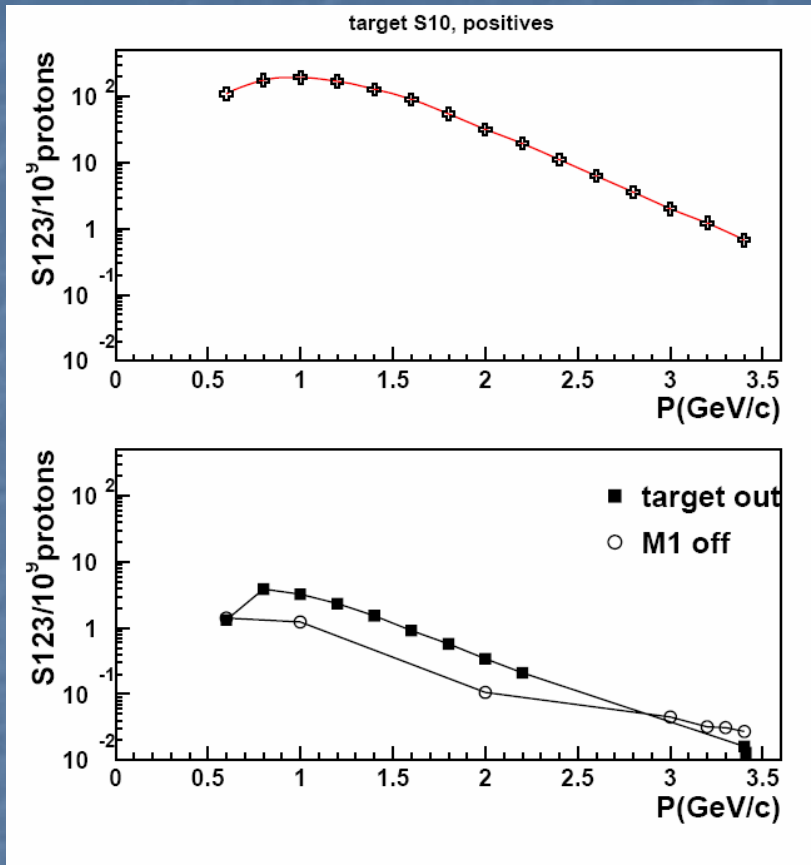 target S10, positives
S123/10⁹protons
10²
10
1
10⁻¹
10⁻²
0 0.5 1 1.5 2 2.5 3 3.5
P(GeV/c)
S123/10⁹protons
10²
10
1
10⁻¹
10⁻²
target out
M1 off
0 0.5 1 1.5 2 2.5 3 3.5
P(GeV/c)